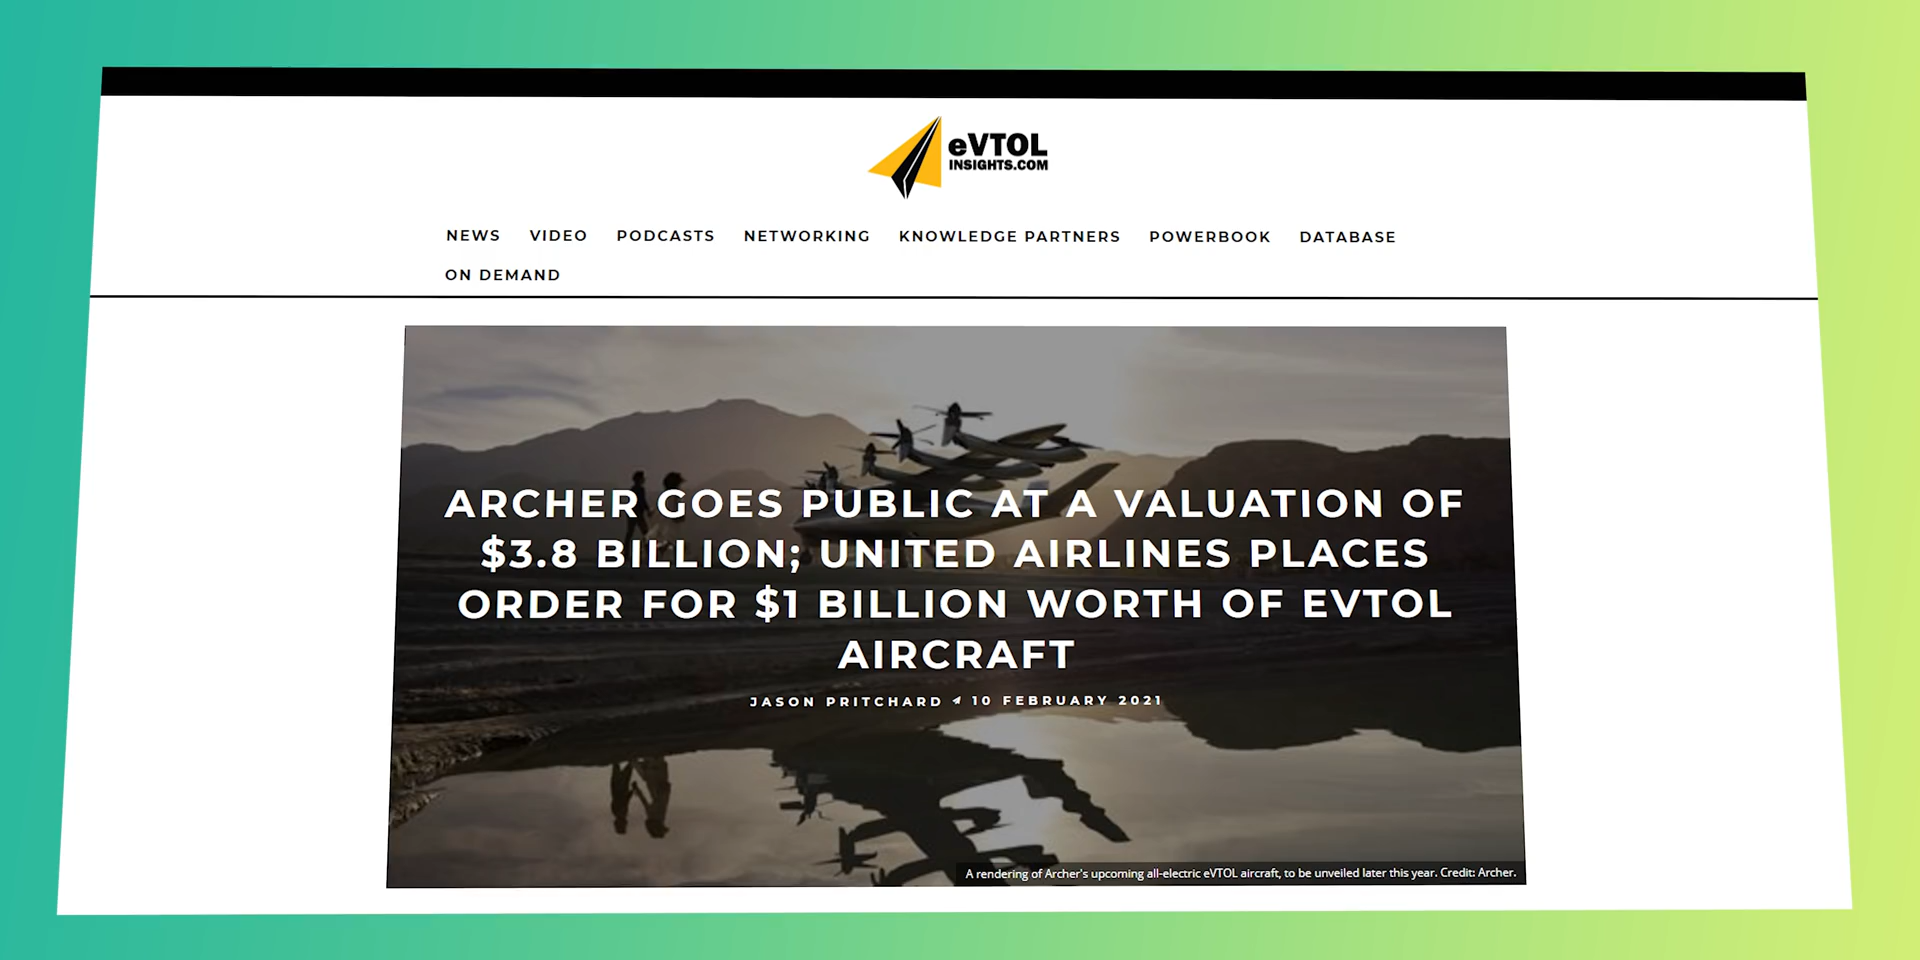 eVTOL
INSIGHTS.COM
NEWS VIDEO PODCASTS NETWORKING KNOWLEDGE PARTNERS POWERBOOK DATABASE
ON DEMAND
ARCHER GOES PUBLIC AT A VALUATION OF
$3.8 BILLION; UNITED AIRLINES PLACES
ORDER FOR $1 BILLION WORTH OF EVTOL
AIRCRAFT
JASON PRITCHARD 10 FEBRUARY 2021
A rendering of Archer's upcoming all-electric eVTOL aircraft, to be unveiled later this year. Credit: Archer.